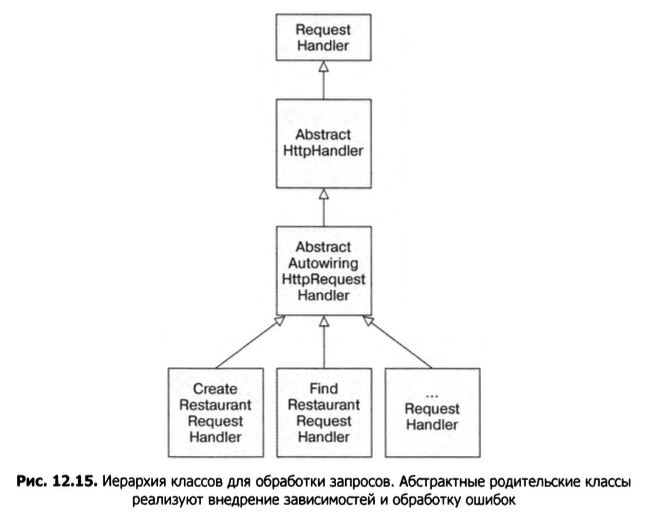 Request
Handler
Abstract
HttpHandler
Abstract
Autowiring
HttpRequest
Handler
Create
Restaurant
Request
Handler
Find
Restaurant
Request
Handler
...
Request
Handler
Рис. 12.15. Иерархия классов для обработки запросов. Абстрактные родительские классы
реализуют внедрение зависимостей и обработку ошибок